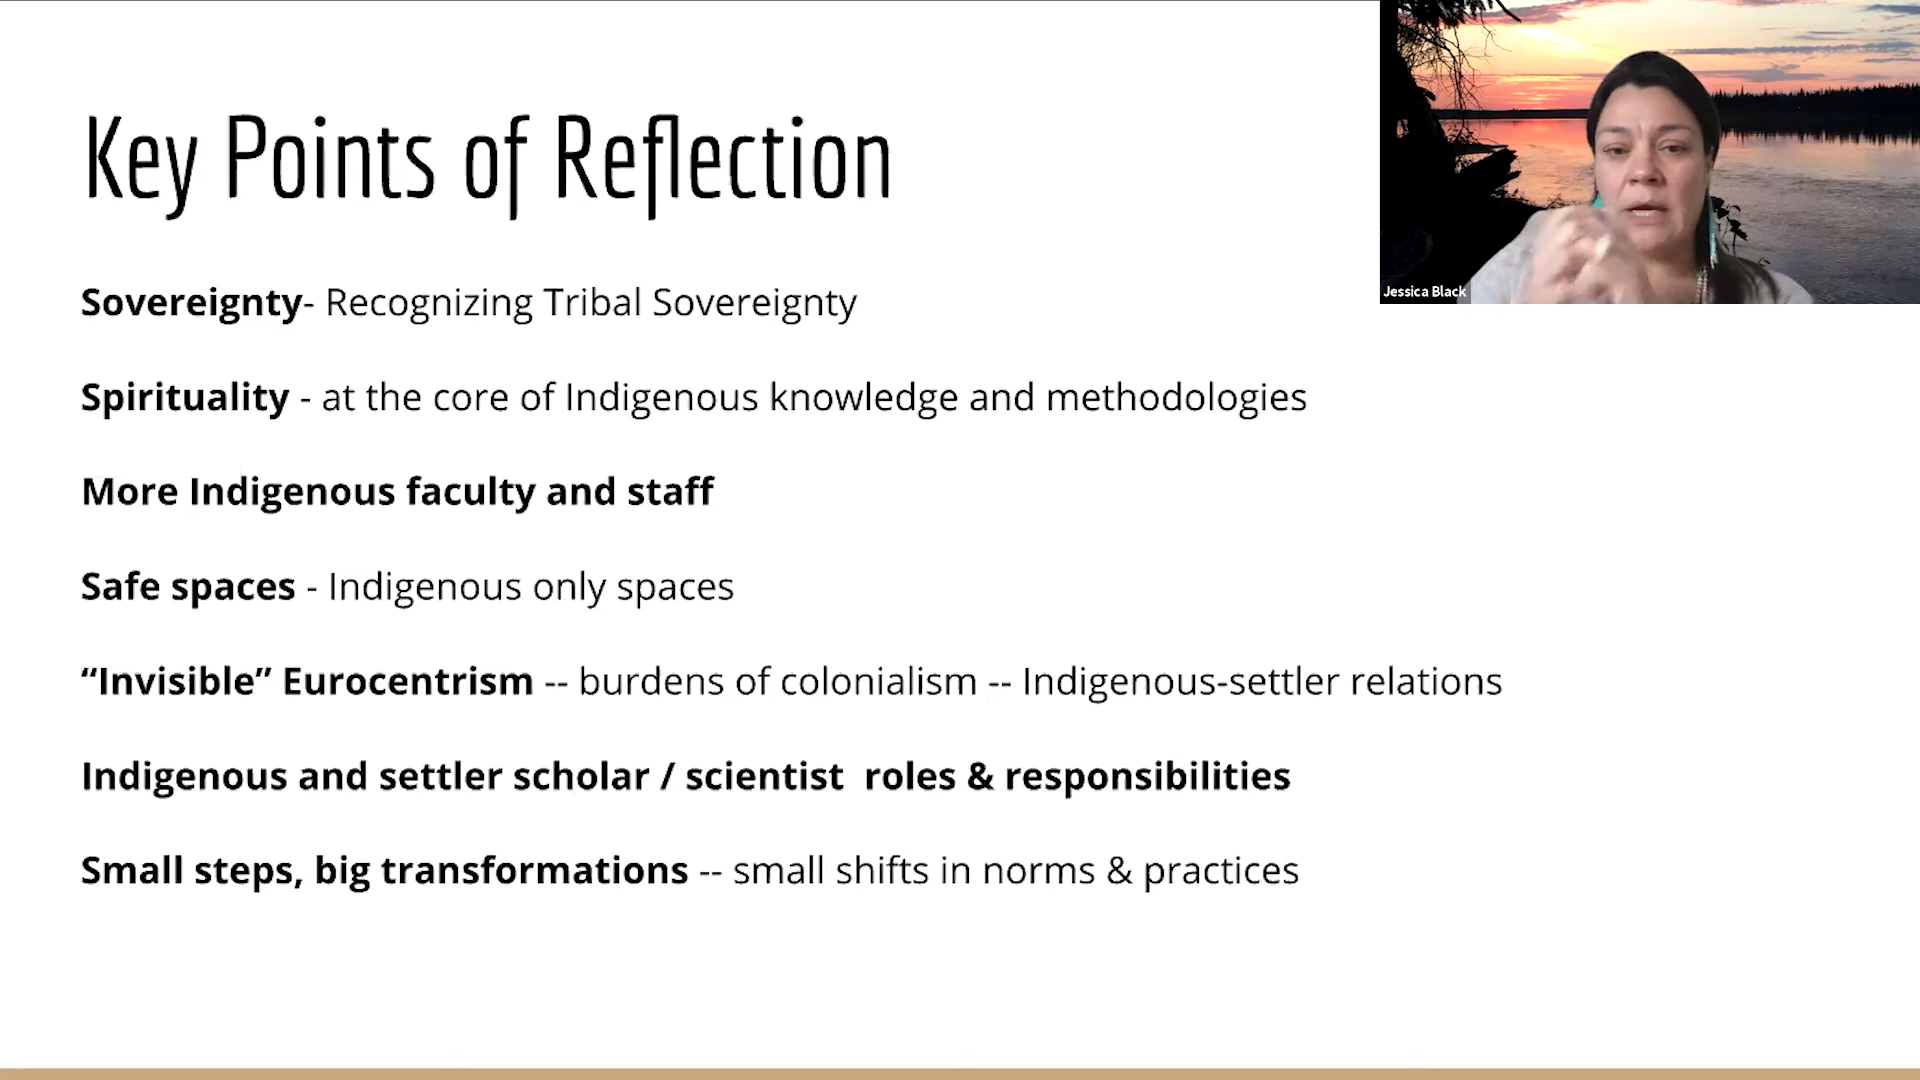 Key Points of Reflection
Jessica Black
Sovereignty- Recognizing Tribal Sovereignty
Spirituality - at the core of Indigenous knowledge and methodologies
More Indigenous faculty and staff
Safe spaces - Indigenous only spaces
“Invisible” Eurocentrism -- burdens of colonialism -- Indigenous-settler relations
Indigenous and settler scholar / scientist  roles & responsibilities
Small steps, big transformations -- small shifts in norms & practices